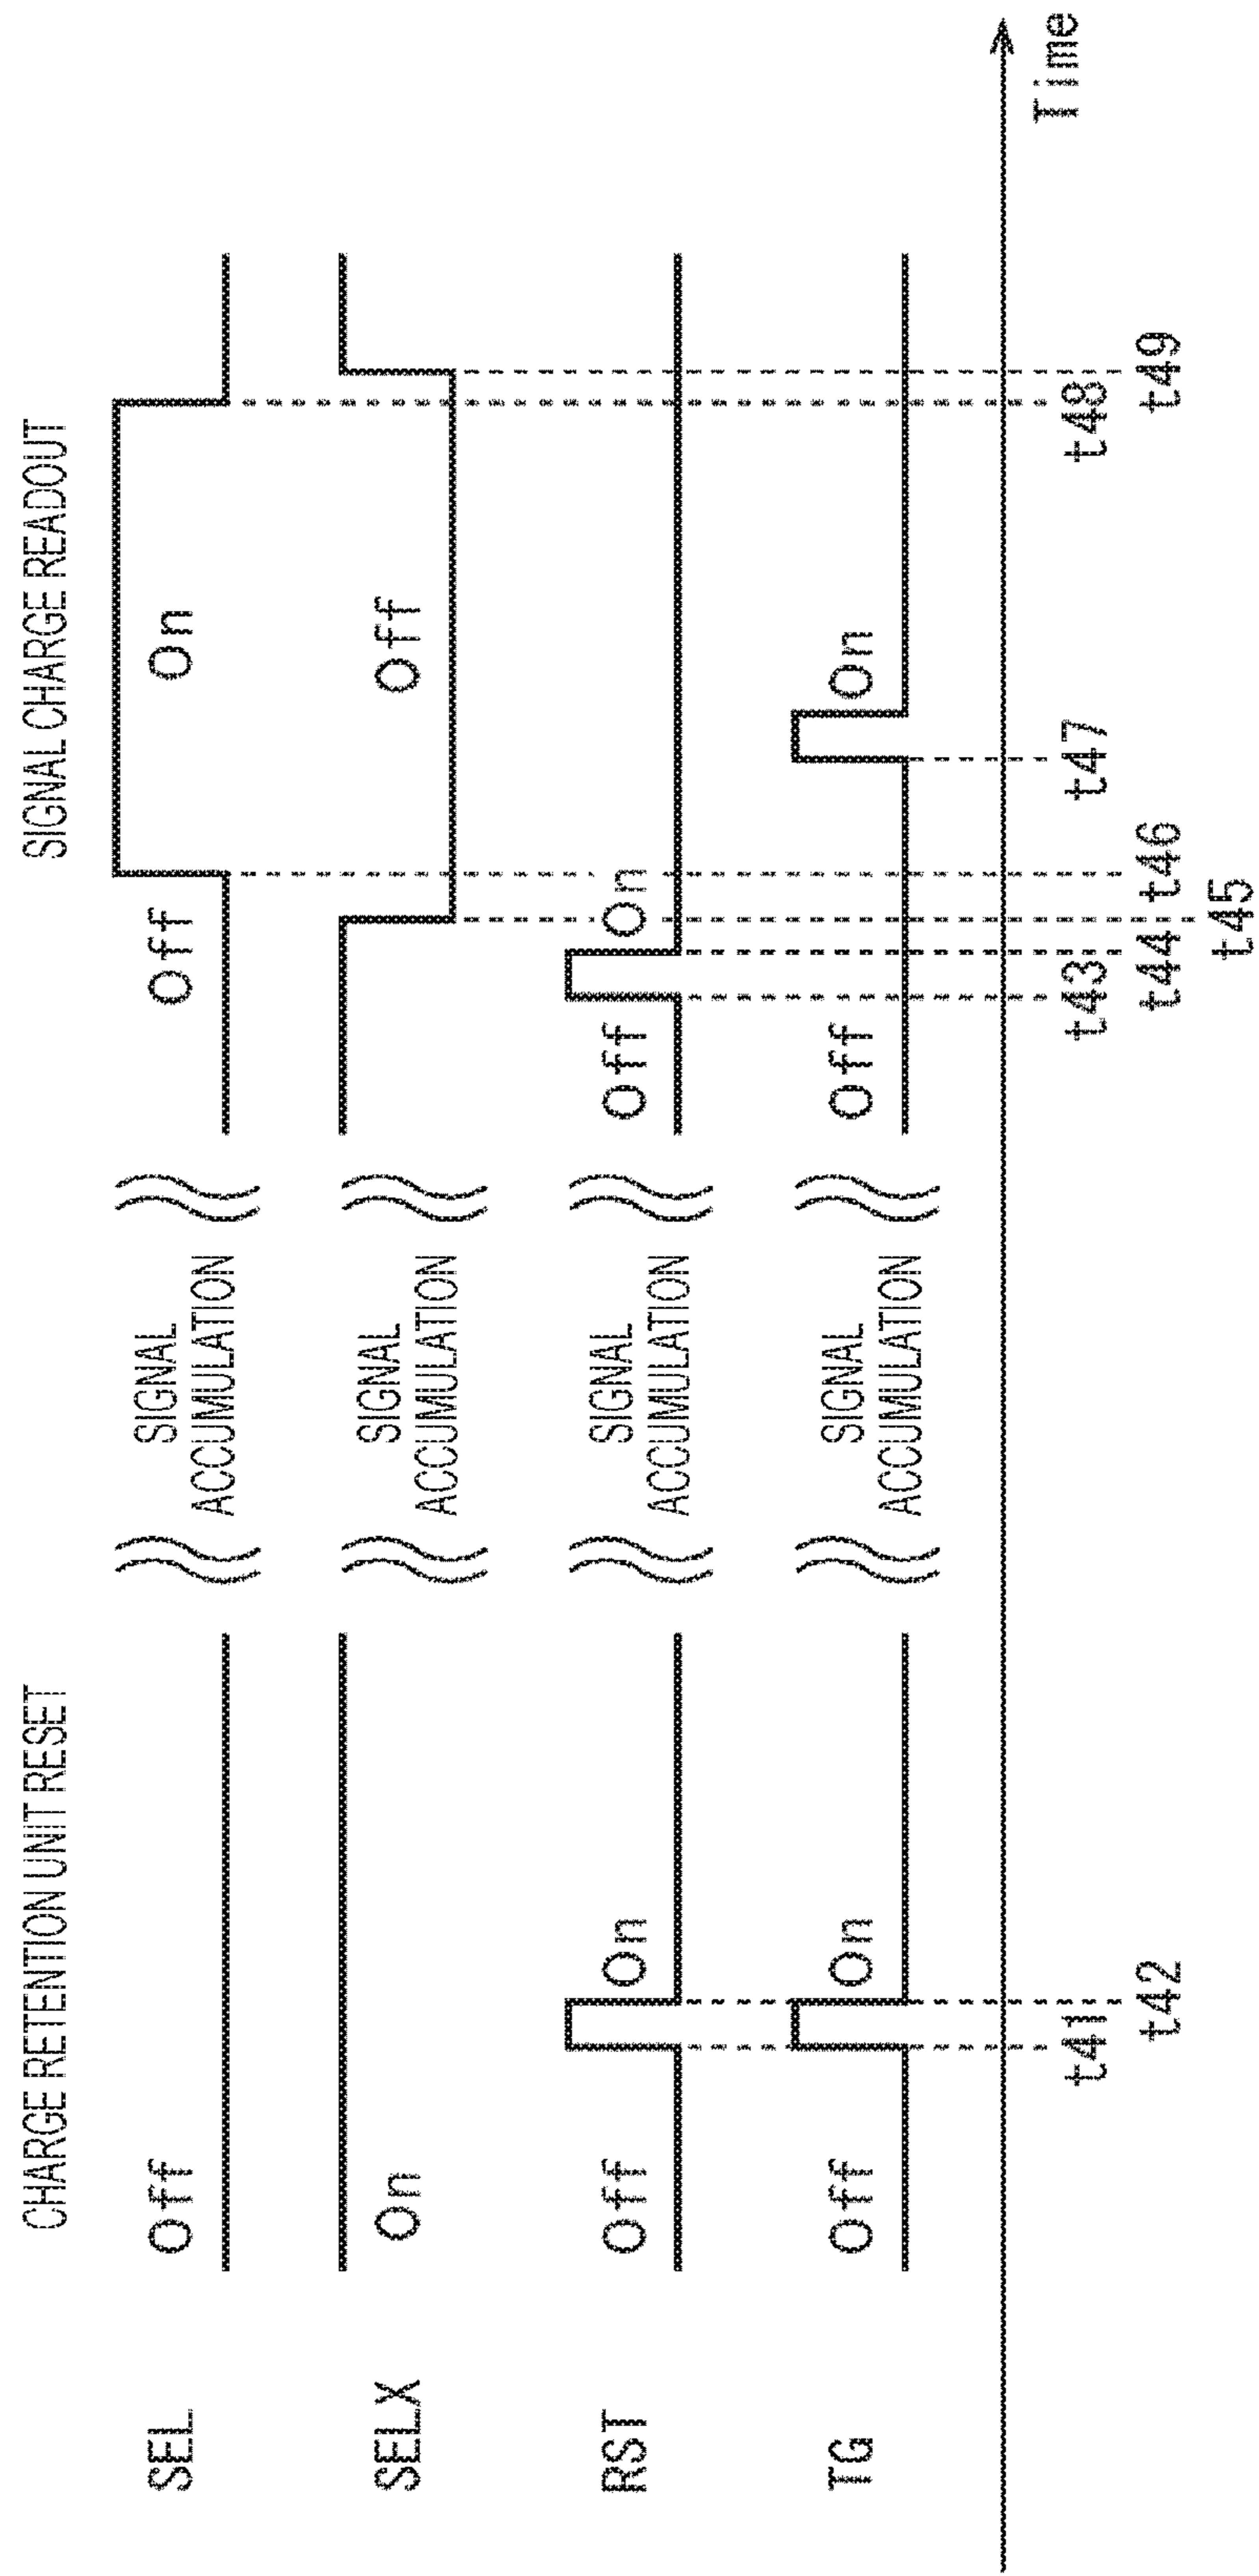 CHARGE RETENTION UNIT RESET
SIGNAL CHARGE READOUT
SEL
Off
SIGNAL
ACCUMULATION
Off
On
SELX
On
SIGNAL
ACCUMULATION
Off
RST
Off
On
SIGNAL
ACCUMULATION
Off
On
TG
Off
On
SIGNAL
ACCUMULATION
Off
On
Time
t41
t43
t47
t48
t42
t44
t46
t49
t45